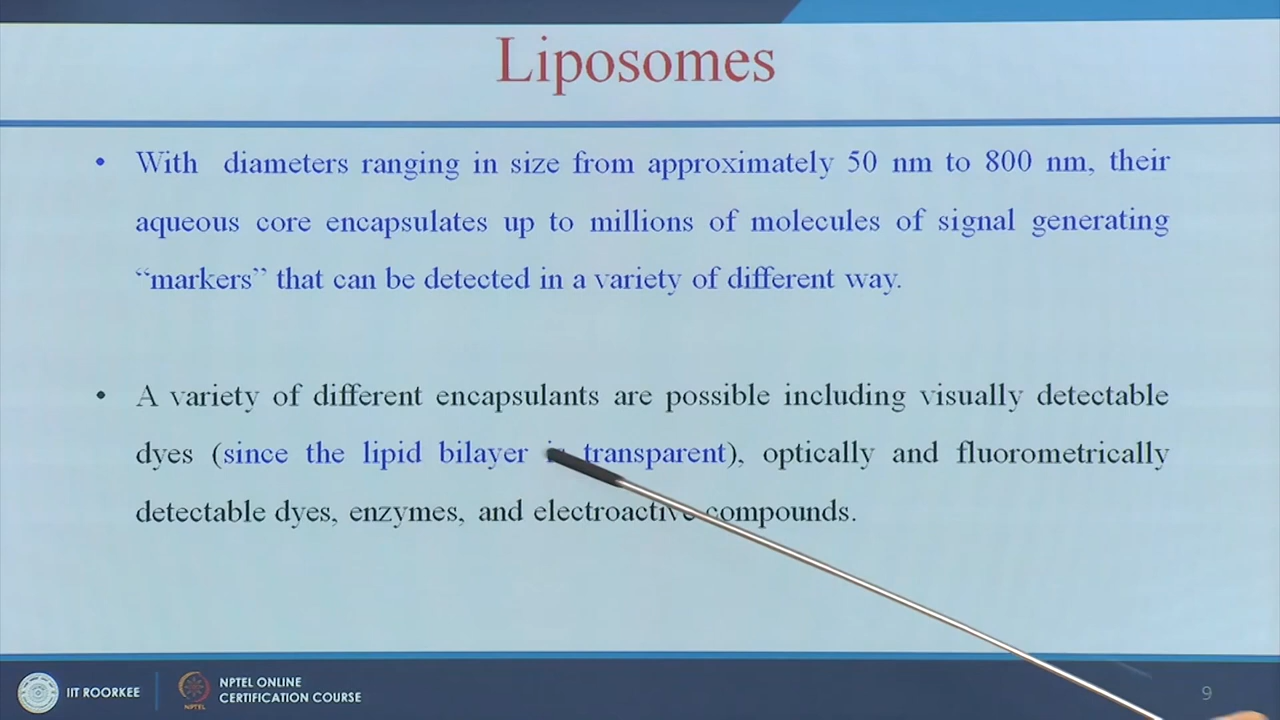 Liposomes
• With diameters ranging in size from approximately 50 nm to 800 nm, their
aqueous core encapsulates up to millions of molecules of signal generating
“markers” that can be detected in a variety of different way.
• A variety of different encapsulants are possible including visually detectable
dyes (since the lipid bilayer is transparent), optically and fluorometrically
detectable dyes, enzymes, and electroactive compounds.
IIT ROORKEE
NPTEL ONLINE
CERTIFICATION COURSE
NPTEL
9